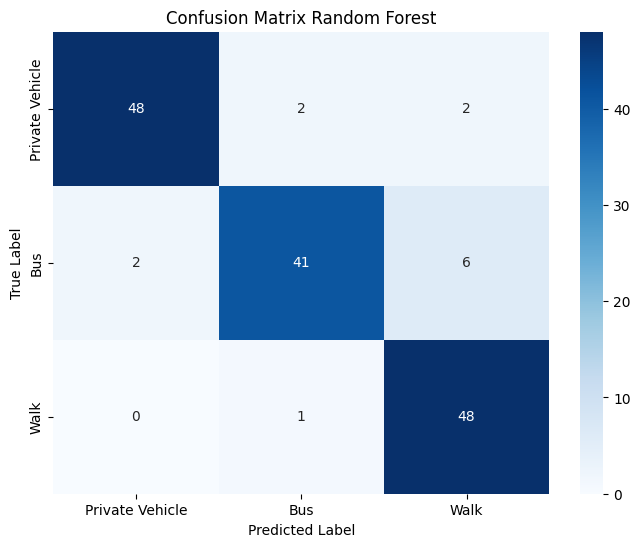 Confusion Matrix Random Forest
True Label
Private Vehicle
48
2
2
Bus
2
41
6
Walk
0
1
48
Private Vehicle
Bus
Walk
Predicted Label
40
30
20
10
0